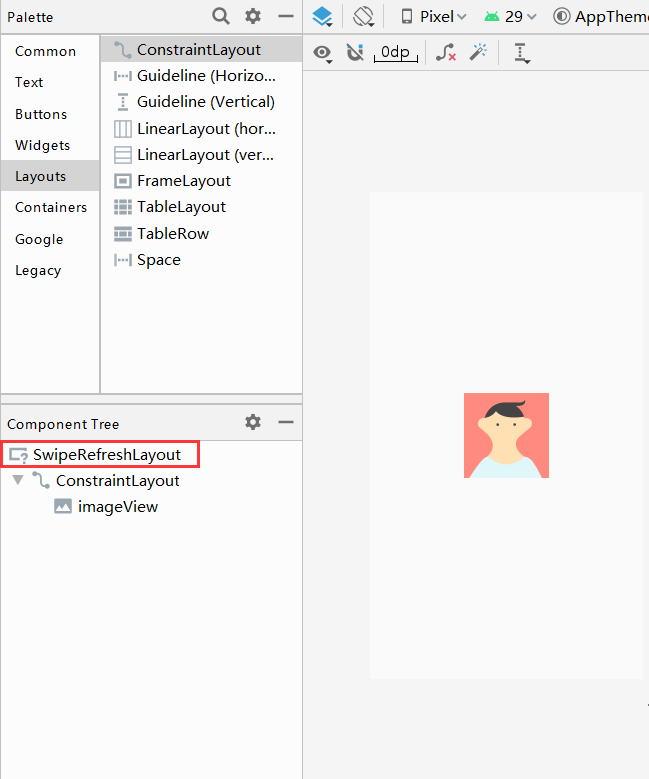 Palette
Pixel
29
AppTheme
0dp
Common
Text
Buttons
Widgets
Layouts
Containers
Google
Legacy
ConstraintLayout
Guideline (Horizo...
Guideline (Vertical)
LinearLayout (hor...
LinearLayout (ver...
FrameLayout
TableLayout
TableRow
Space
Component Tree
SwipeRefreshLayout
ConstraintLayout
imageView